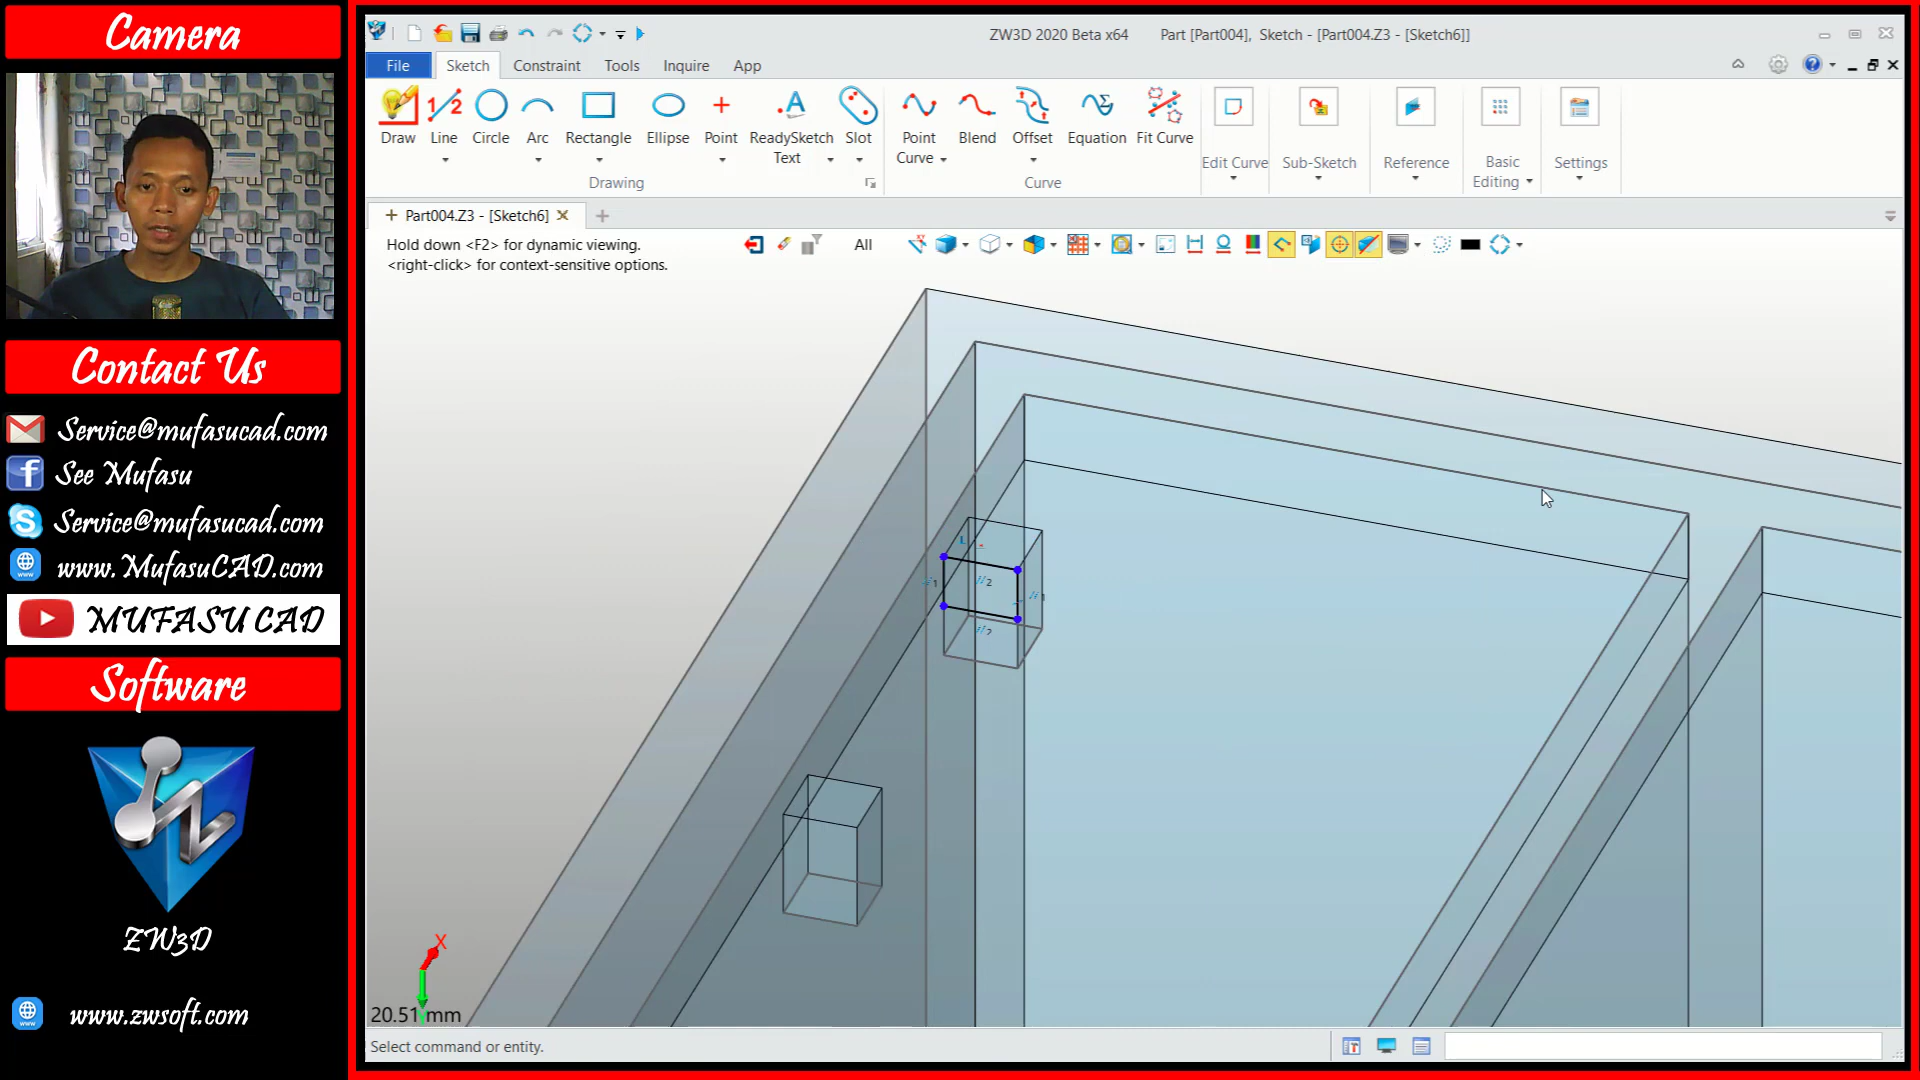 Camera
Contact Us
Service@mufasucad.com
See Mufasu
Service@mufasucad.com
www.MufasuCAD.com
MUFASU CAD
Software
ZW3D
www.zwsoft.com
ZW3D 2020 Beta x64 Part [Part004], Sketch - [Part004.Z3 - [Sketch6]]
File Sketch Constraint Tools Inquire App
Draw Line Circle Arc Rectangle Ellipse Point ReadySketch Text Slot
Point Curve Blend Offset Equation Fit Curve
Edit Curve Sub-Sketch Reference Basic Editing Settings
Drawing Curve
Part004.Z3 - [Sketch6]
Hold down <F2> for dynamic viewing.
<right-click> for context-sensitive options.
All
X
20.51 mm
Select command or entity.